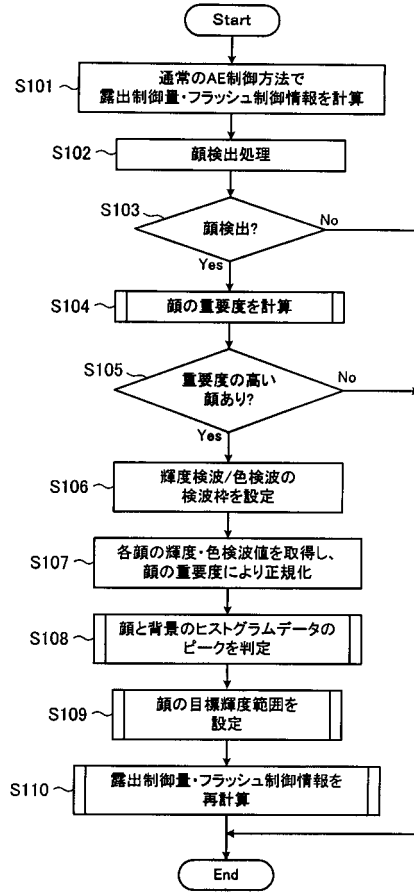 Start
S101
通常のAE制御方法で
露出制御量・フラッシュ制御情報を計算
S102
顔検出処理
S103
顔検出?
No
Yes
S104
顔の重要度を計算
S105
重要度の高い
顔あり?
No
Yes
S106
輝度検波/色検波の
検波枠を設定
S107
各顔の輝度・色検波値を取得し、
顔の重要度により正規化
S108
顔と背景のヒストグラムデータの
ピークを判定
S109
顔の目標輝度範囲を
設定
S110
露出制御量・フラッシュ制御情報を
再計算
End